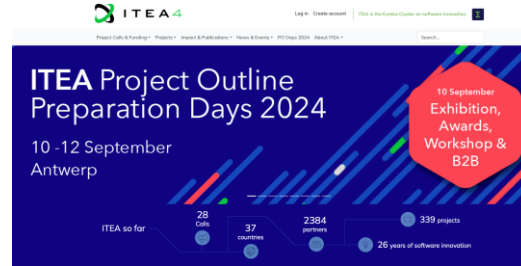 ITEA4
Log in Create account ITEA is the Eureka Cluster on software innovation
Project Calls & Funding Projects Impact & Publications News & Events PO Days 2024 About ITEA Search...
ITEA Project Outline
Preparation Days 2024
10 -12 September
Antwerp
10 September
Exhibition,
Awards,
Workshop &
B2B
ITEA so far
28
Calls
37
countries
2384
partners
339 projects
26 years of software innovation